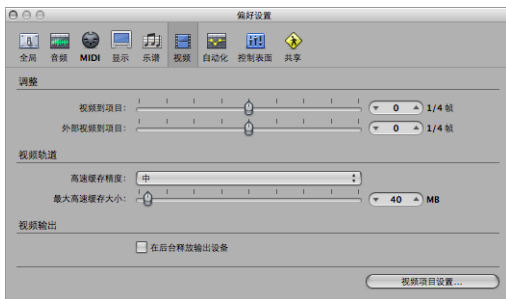 偏好设置
全局 音频 MIDI 显示 乐谱 视频 自动化 控制表面 共享
调整
视频到项目： 0 1/4 帧
外部视频到项目： 0 1/4 帧
视频轨道
高速缓存精度： 中
最大高速缓存大小： 40 MB
视频输出
在后台释放输出设备
视频项目设置...